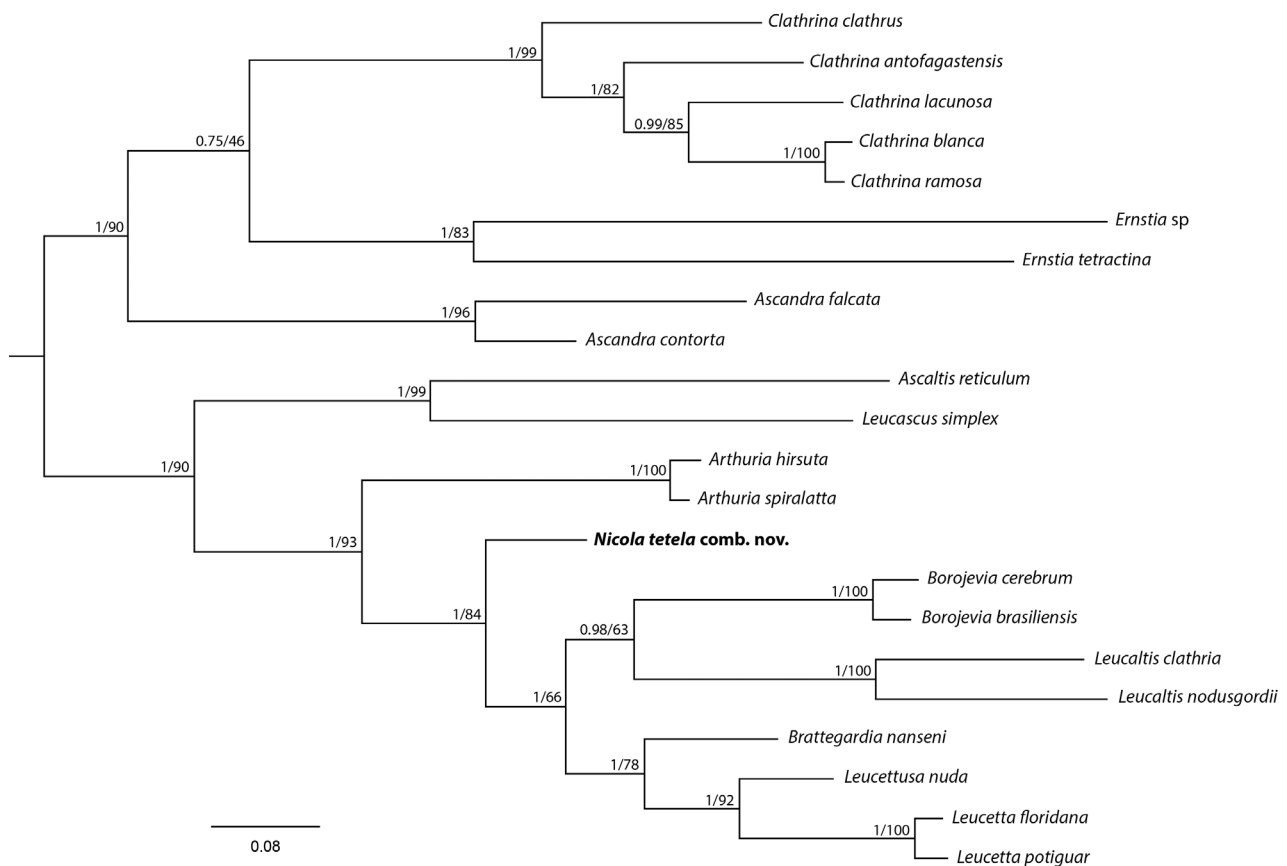 Clathrina clathrus
1/99
Clathrina antofagastensis
1/82
Clathrina lacunosa
0.99/85
Clathrina blanca
0.75/46
1/100
Clathrina ramosa
Ernstia sp
1/90
1/83
Ernstia tetractina
Ascandra falcata
1/96
Ascandra contorta
Ascaltis reticulum
1/99
Leucascus simplex
Arthuria hirsuta
1/90
1/100
Arthuria spiralatta
Nicola tetela comb. nov.
1/93
Borojevia cerebrum
1/100
Borojevia brasiliensis
1/84
0.98/63
Leucaltis clathria
1/100
Leucaltis nodusgordii
1/66
Brattegardia nanseni
1/78
Leucettusa nuda
1/92
Leucetta floridana
1/100
0.08
Leucetta potiguar